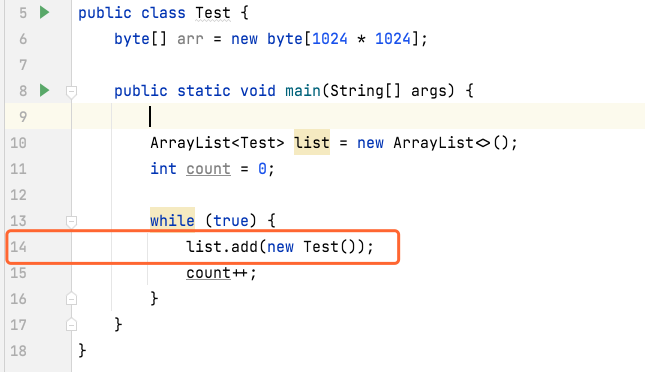 5 public class Test {
6 byte[] arr = new byte[1024 * 1024];
7
8 public static void main(String[] args) {
9
10 ArrayList<Test> list = new ArrayList<>();
11 int count = 0;
12
13 while (true) {
14 list.add(new Test());
15 count++;
16 }
17 }
18 }